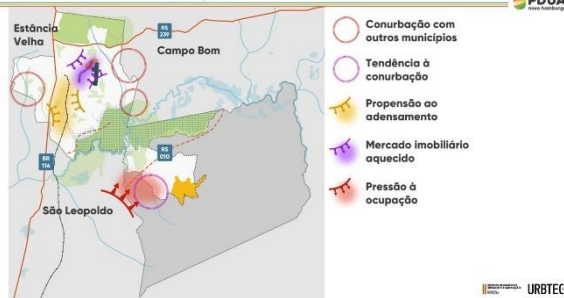 PDUA
novo hamburgo
Estância
Velha
RS
239
Campo Bom
BR
116
RS
010
São Leopoldo
Conurbação com
outros municípios
Tendência à
conurbação
Propensão ao
adensamento
Mercado imobiliário
aquecido
Pressão à
ocupação
URBTEC